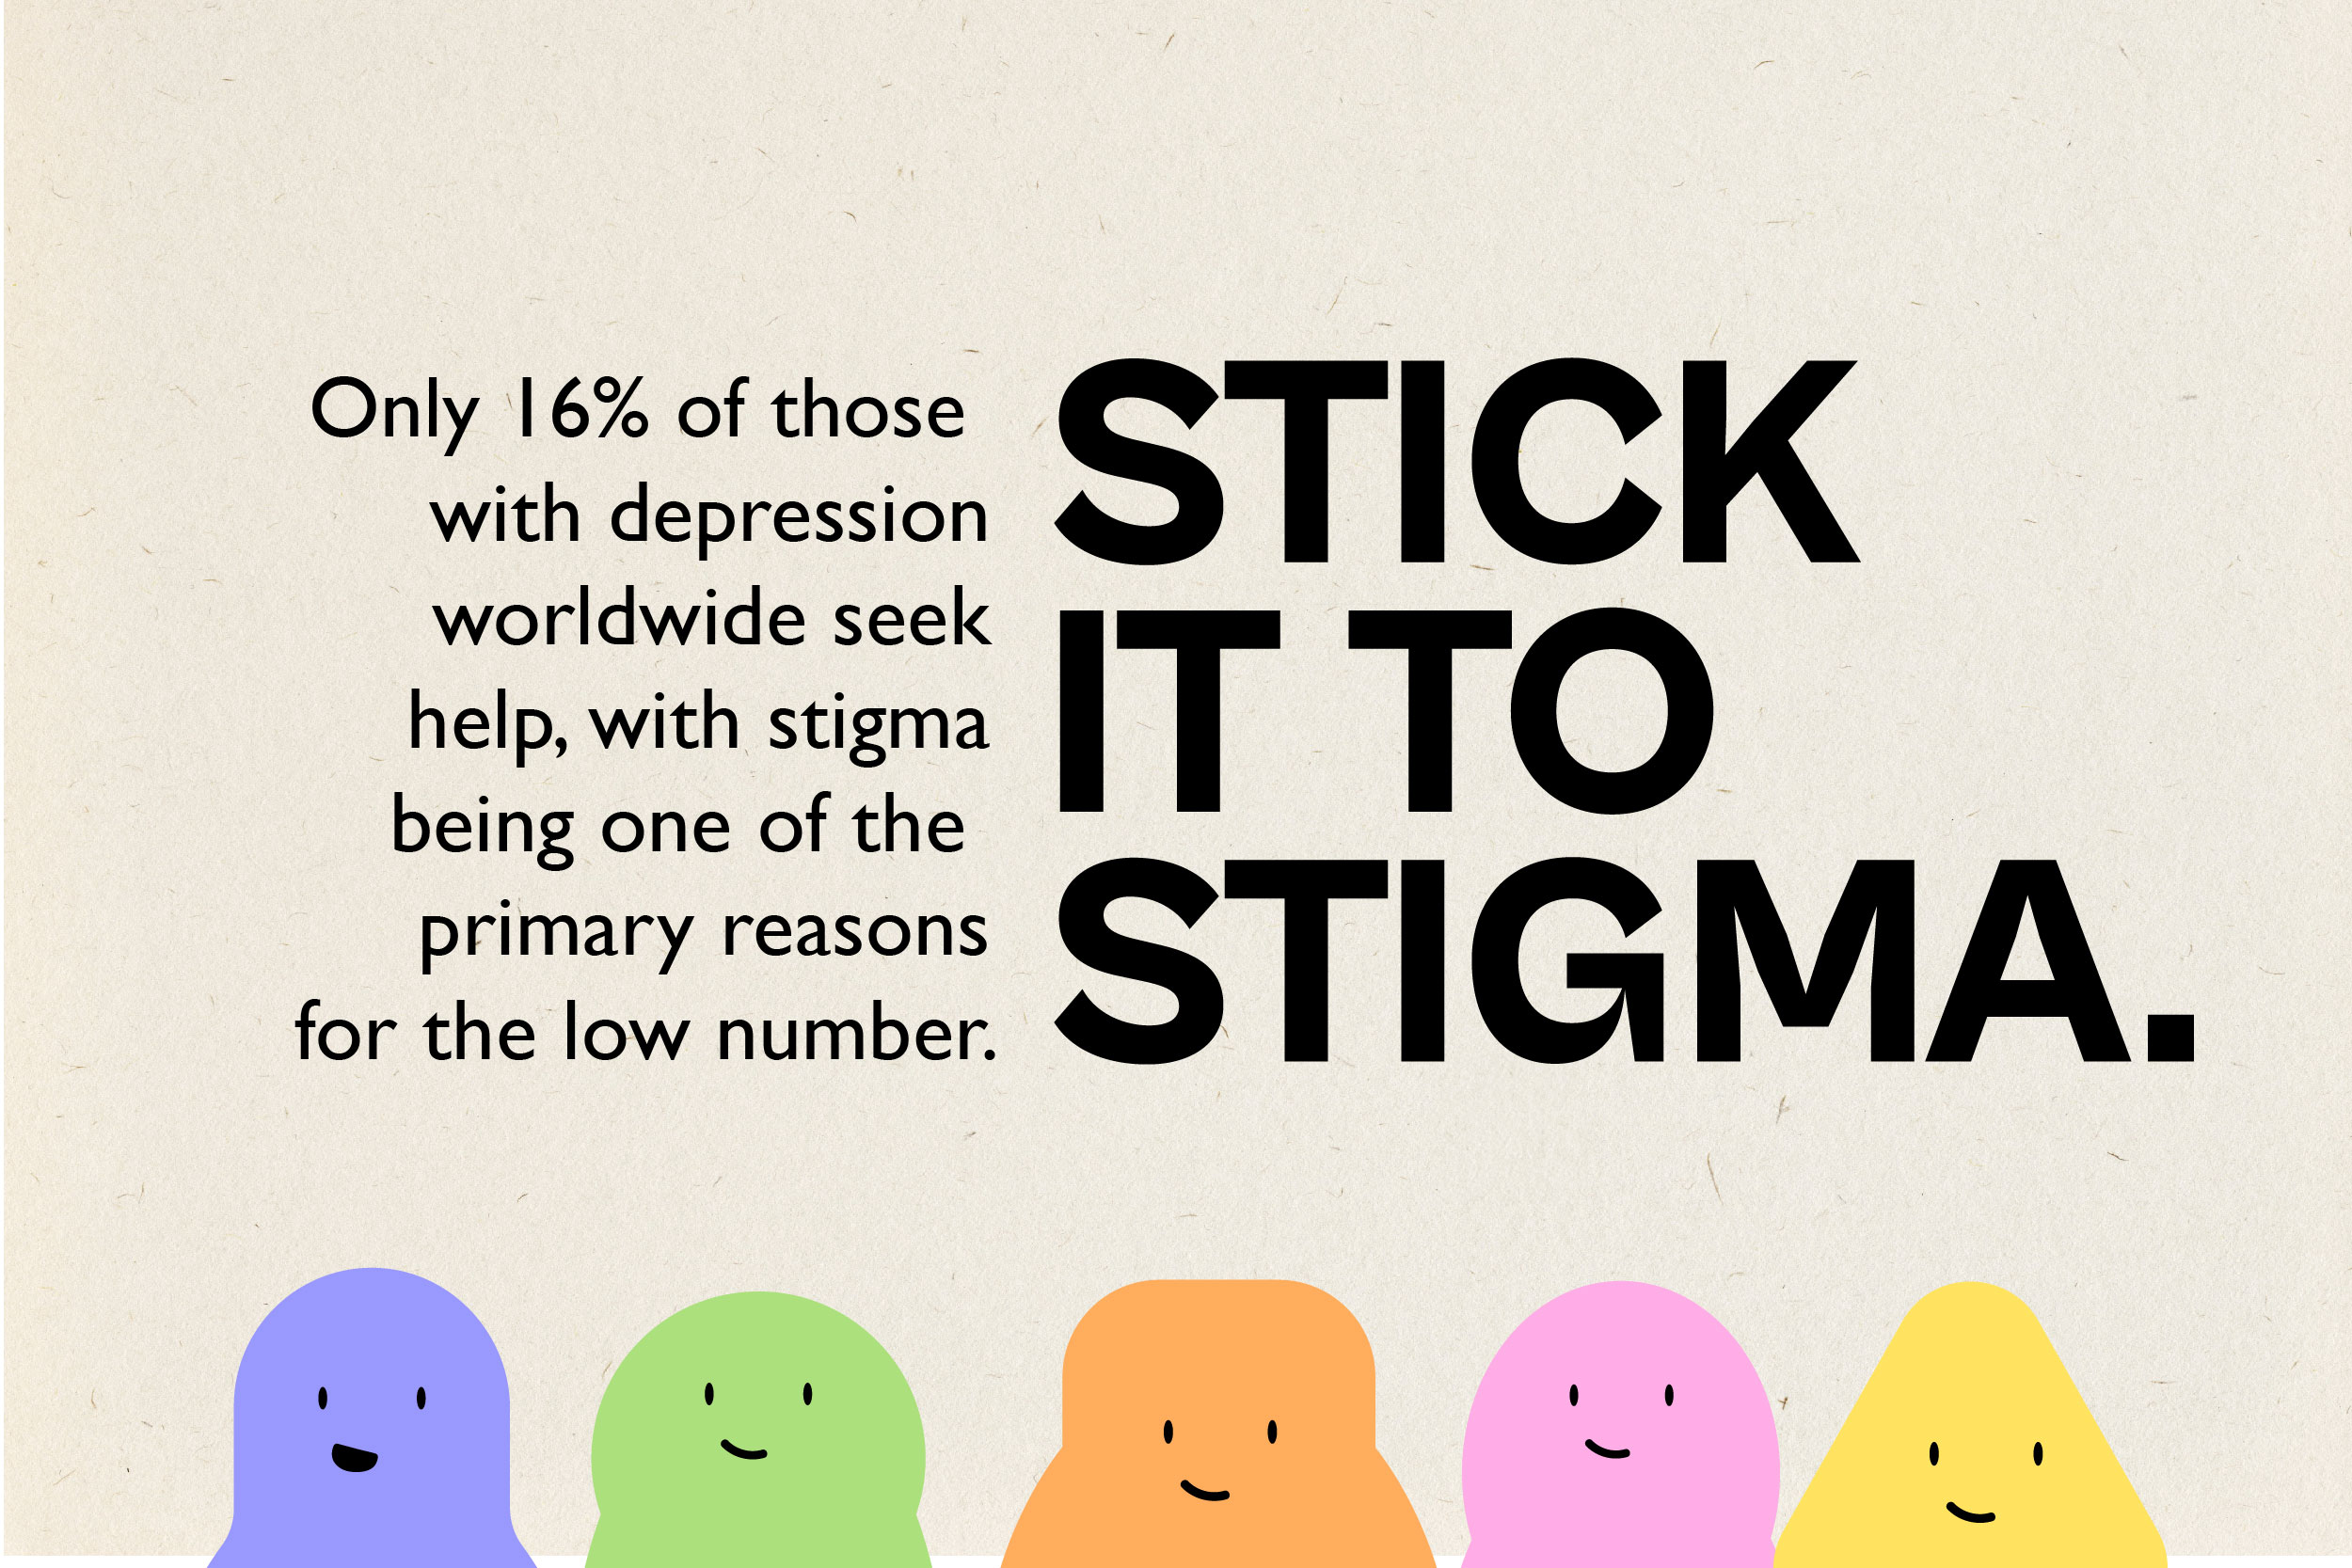 Only 16% of those
with depression
worldwide seek
help, with stigma
being one of the
primary reasons
for the low number.
STICK
IT TO
STIGMA.